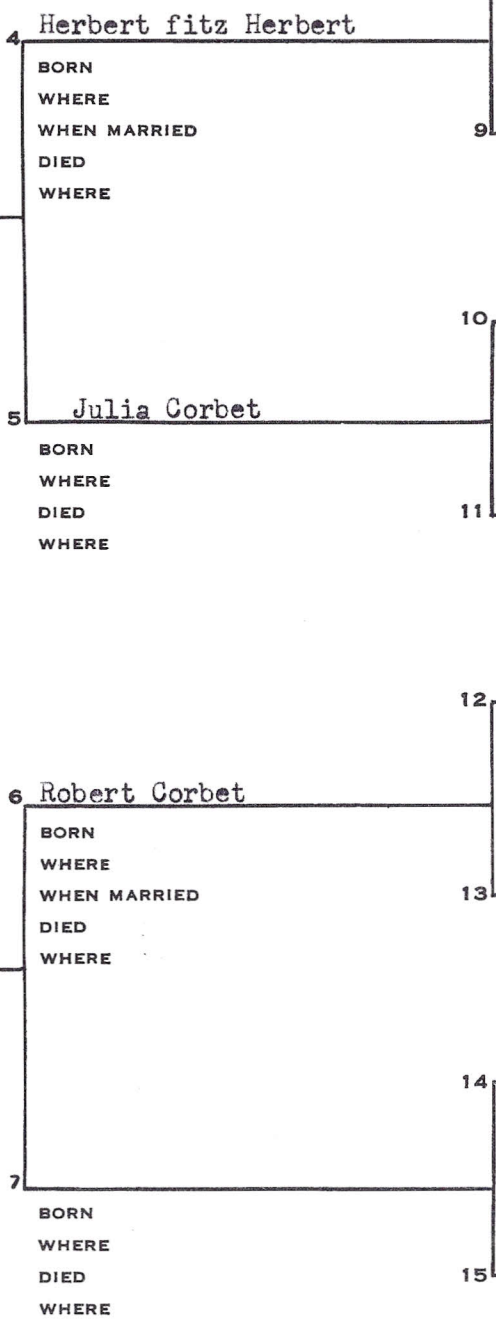 4 Herbert fitz Herbert
BORN
WHERE
WHEN MARRIED
DIED
WHERE
9
10
5 Julia Corbet
BORN
WHERE
DIED
WHERE
11
12
6 Robert Corbet
BORN
WHERE
WHEN MARRIED
DIED
WHERE
13
14
7
BORN
WHERE
DIED
WHERE
15